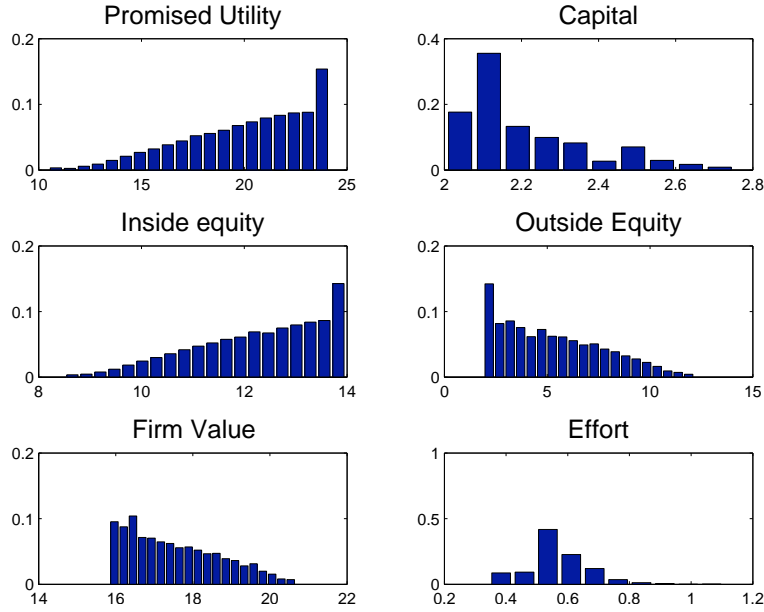 Promised Utility
0.2
0.1
0
10 15 20 25
Capital
0.4
0.2
0
2 2.2 2.4 2.6 2.8
Inside equity
0.2
0.1
0
8 10 12 14
Outside Equity
0.2
0.1
0
0 5 10 15
Firm Value
0.2
0.1
0
14 16 18 20 22
Effort
1
0.5
0
0.2 0.4 0.6 0.8 1 1.2